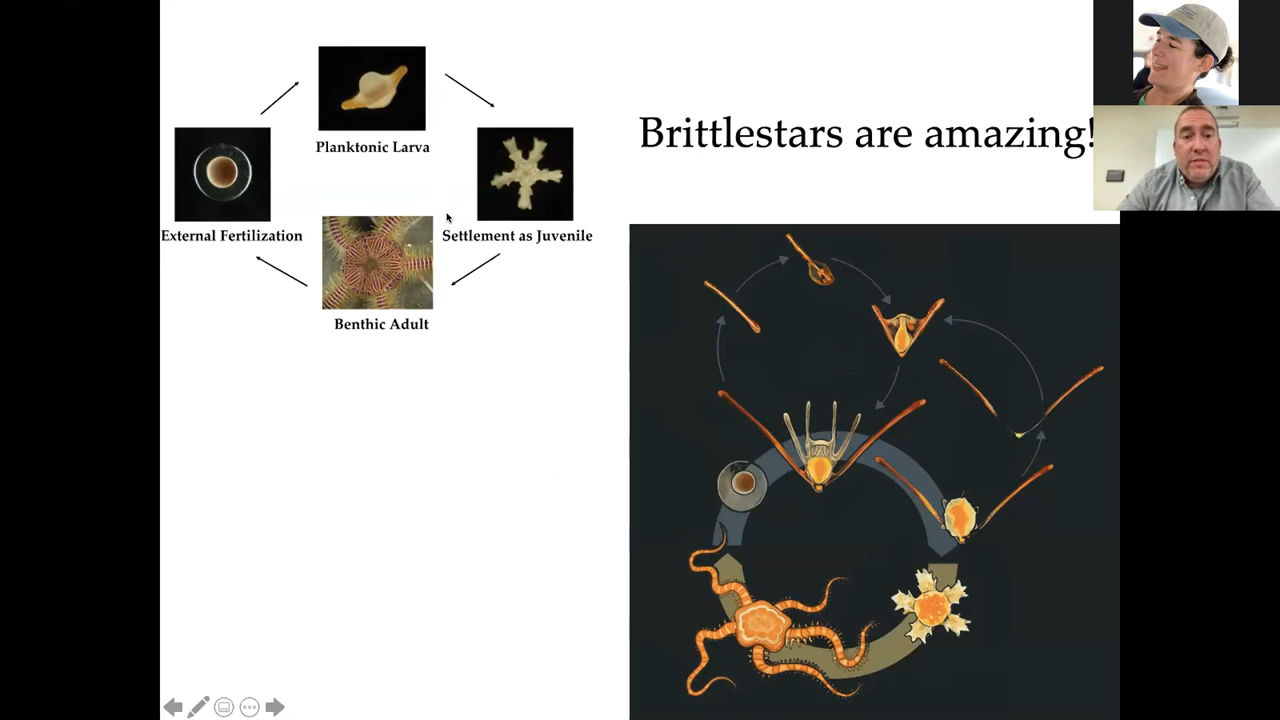 Planktonic Larva
External Fertilization
Settlement as Juvenile
Benthic Adult
Brittlestars are amazing!